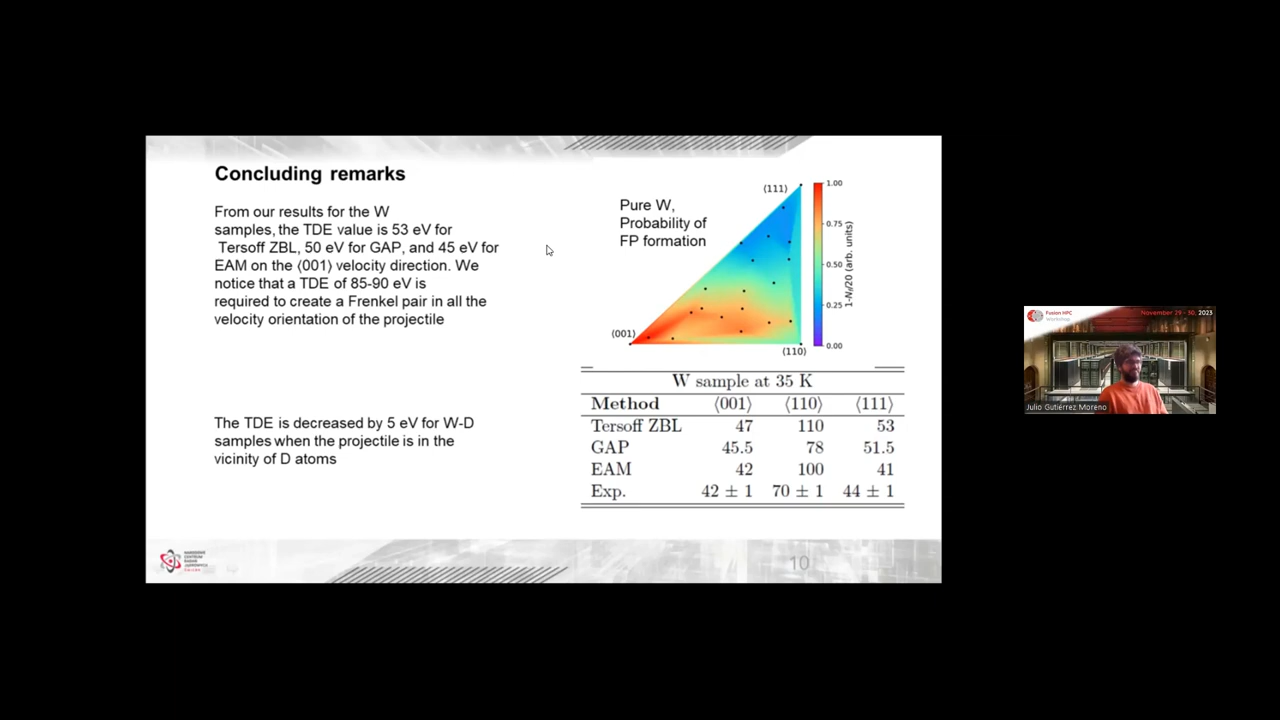 Concluding remarks
From our results for the W
samples, the TDE value is 53 eV for
Tersoff ZBL, 50 eV for GAP, and 45 eV for
EAM on the ⟨001⟩ velocity direction. We
notice that a TDE of 85-90 eV is
required to create a Frenkel pair in all the
velocity orientation of the projectile
The TDE is decreased by 5 eV for W-D
samples when the projectile is in the
vicinity of D atoms
Pure W,
Probability of
FP formation
⟨111⟩
⟨001⟩
⟨110⟩
1.00
0.75
0.50
0.25
0.00
1-Nf/20 (arb. units)
W sample at 35 K
Method ⟨001⟩ ⟨110⟩ ⟨111⟩
Tersoff ZBL 47 110 53
GAP 45.5 78 51.5
EAM 42 100 41
Exp. 42 ± 1 70 ± 1 44 ± 1
10
Fusion HPC
Workshop
November 29 - 30, 2023
Julio Gutiérrez Moreno